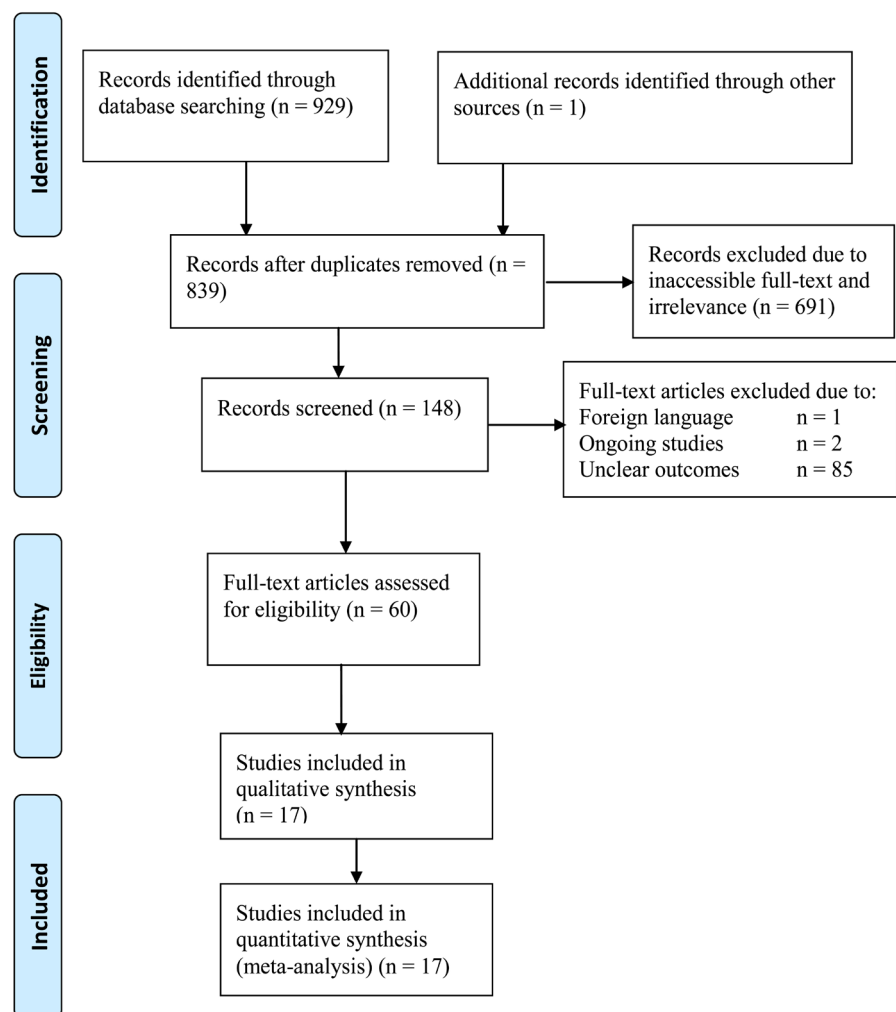 Identification
Records identified through
database searching (n = 929)
Additional records identified through other
sources (n = 1)
Records after duplicates removed (n =
839)
Records excluded due to
inaccessible full-text and
irrelevance (n = 691)
Screening
Records screened (n = 148)
Full-text articles excluded due to:
Foreign language n = 1
Ongoing studies n = 2
Unclear outcomes n = 85
Eligibility
Full-text articles assessed
for eligibility (n = 60)
Studies included in
qualitative synthesis
(n = 17)
Included
Studies included in
quantitative synthesis
(meta-analysis) (n = 17)